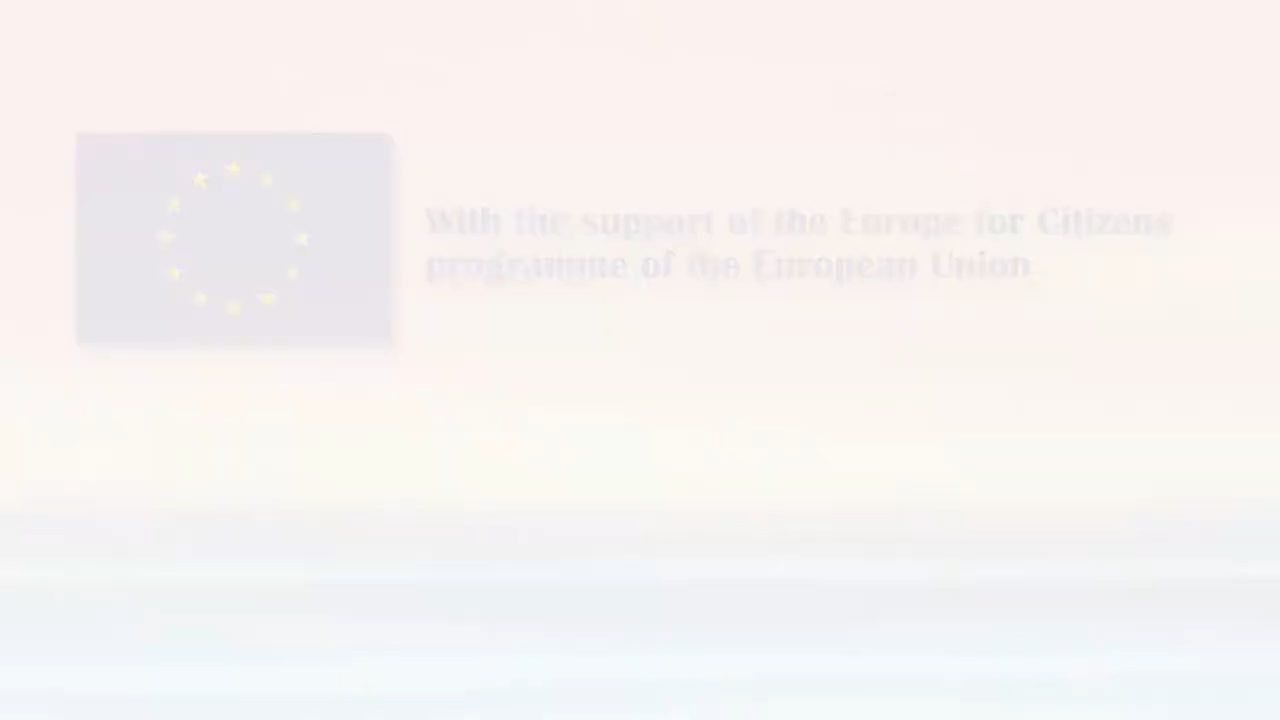 With the support of the Europe for Citizens
programme of the European Union